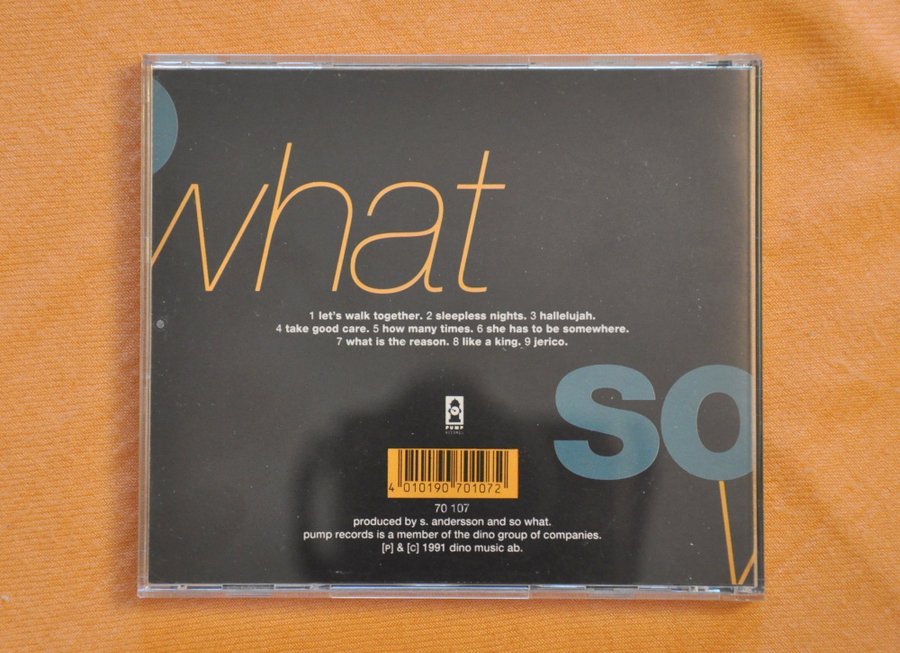 what
1 let's walk together. 2 sleepless nights. 3 hallelujah.
4 take good care. 5 how many times. 6 she has to be somewhere.
7 what is the reason. 8 like a king. 9 jerico.
so
PUMP
4 010190 701072
70 107
produced by s. andersson and so what.
pump records is a member of the dino group of companies.
[P] & [C] 1991 dino music ab.